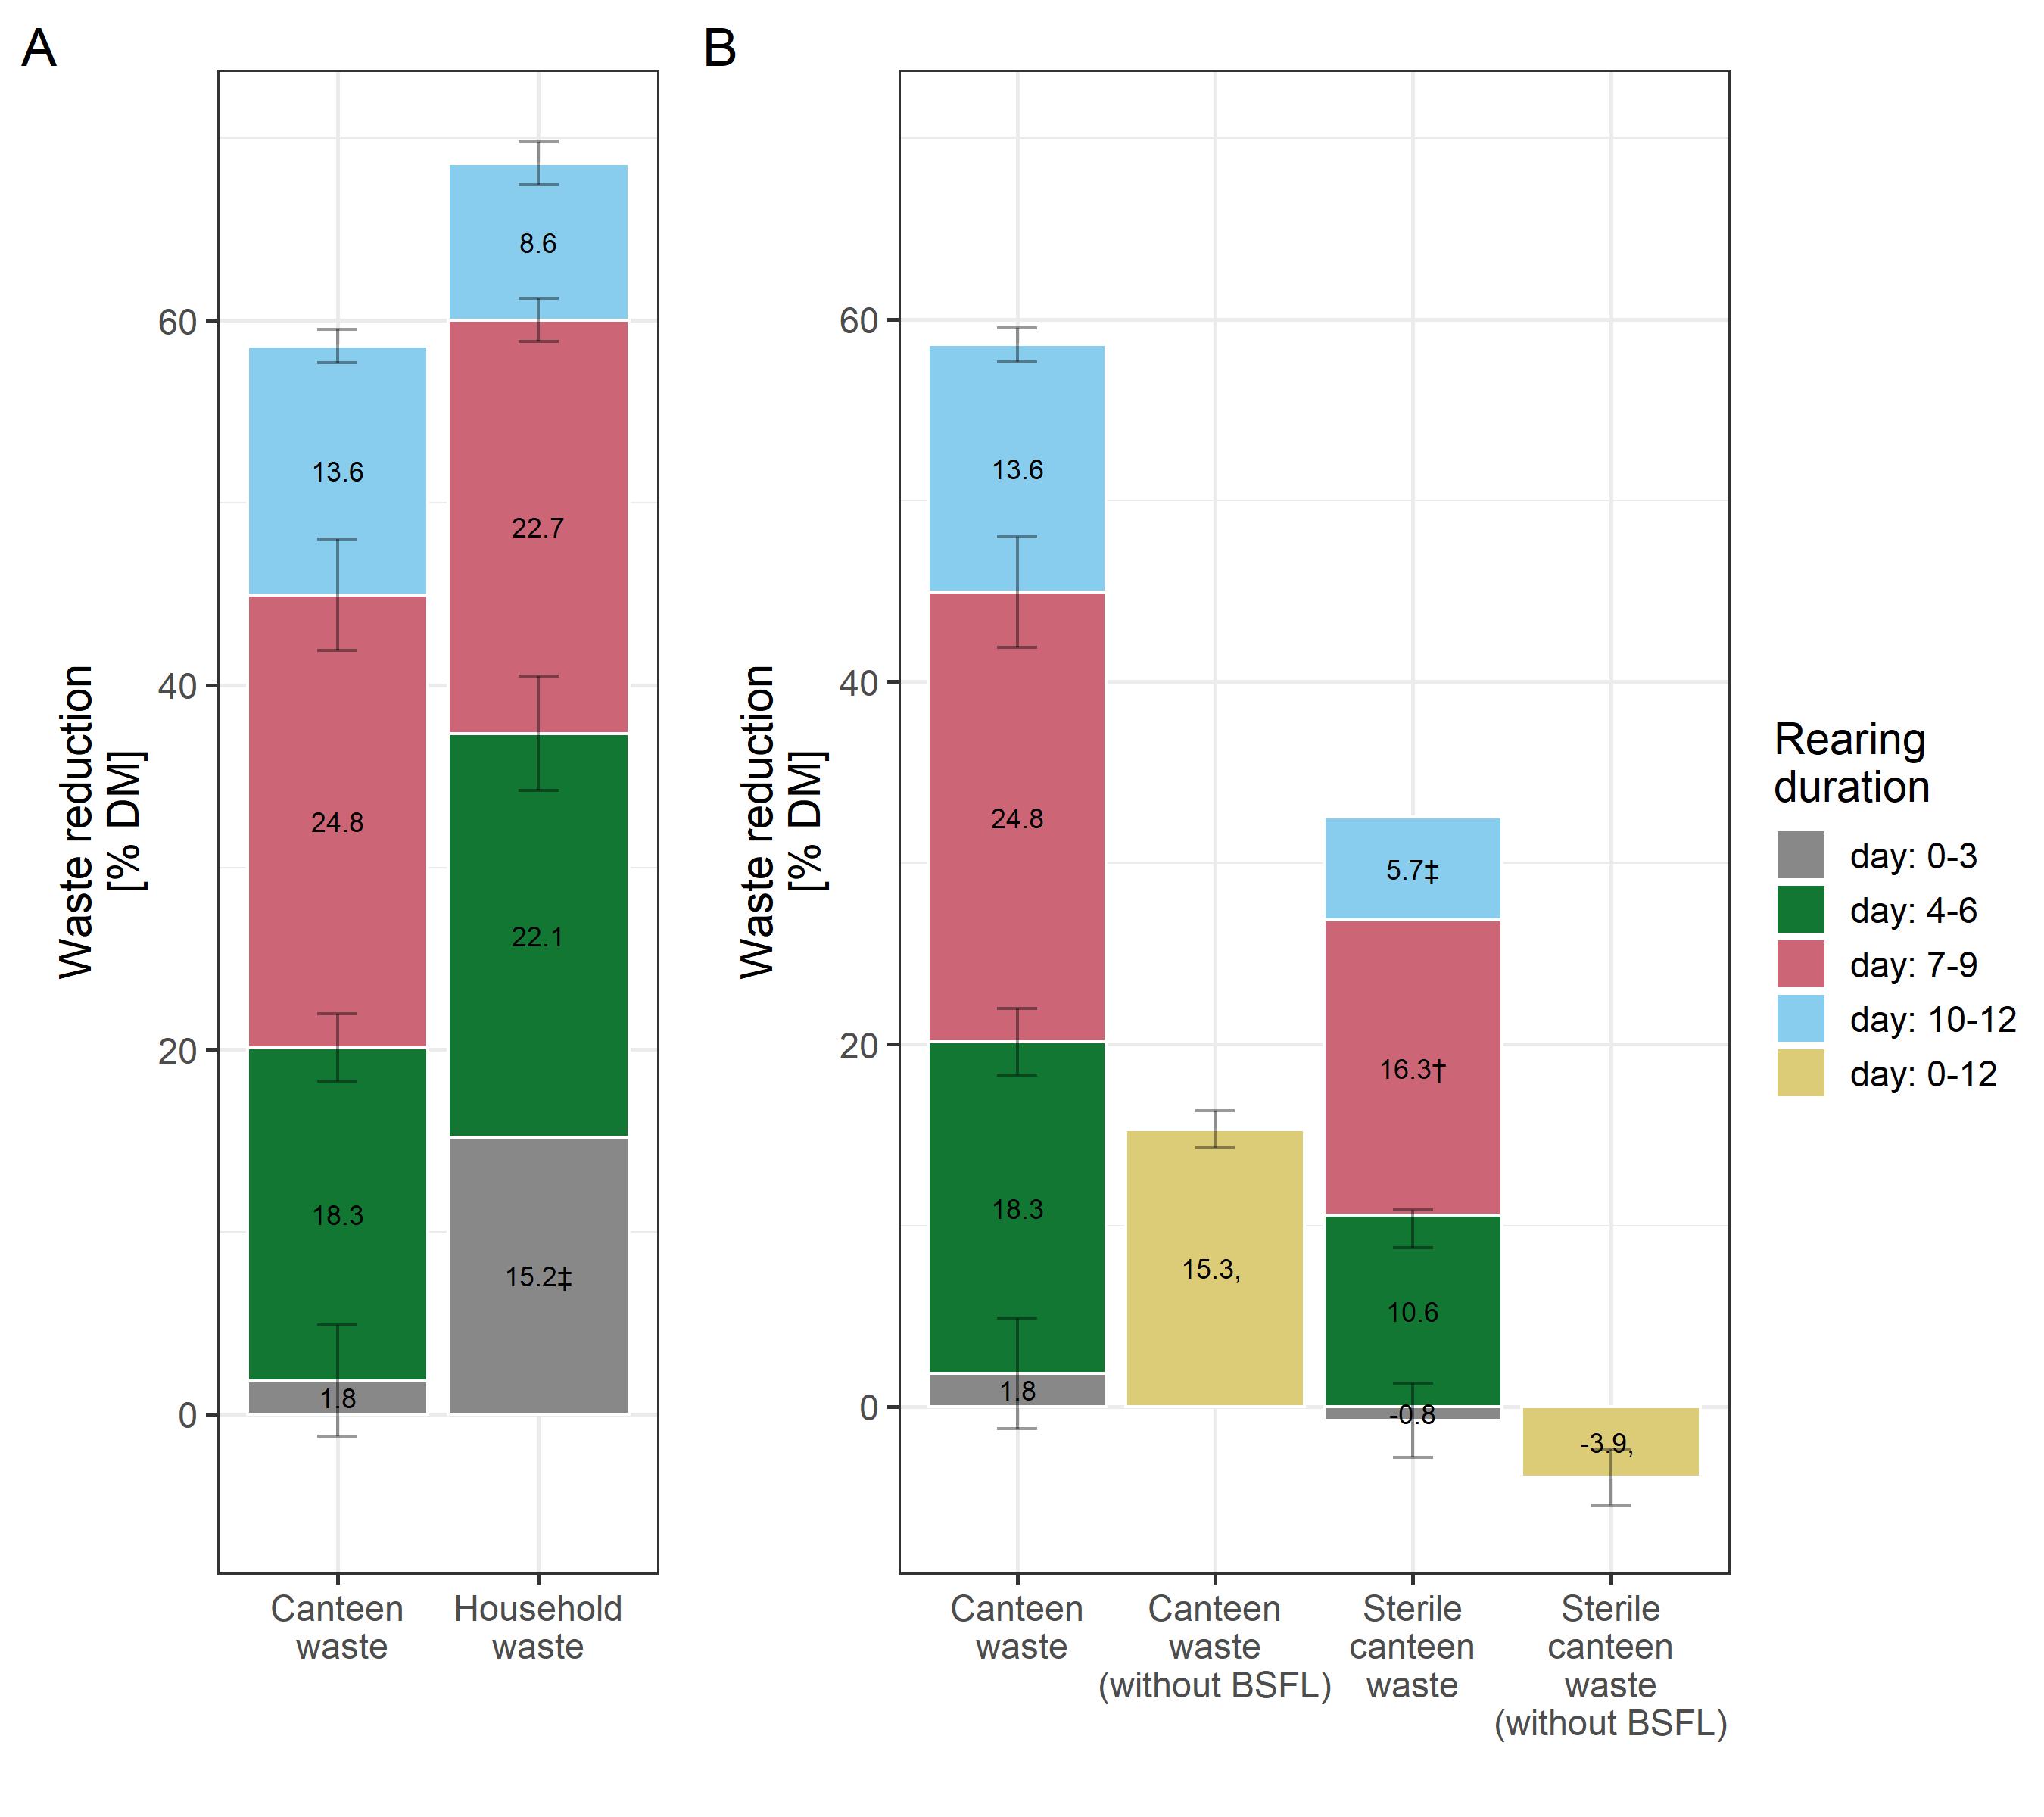 A
B
Waste reduction
[% DM]
60
40
20
0
13.6
24.8
18.3
1.8
8.6
22.7
22.1
15.2‡
Canteen
waste
Household
waste
Waste reduction
[% DM]
60
40
20
0
13.6
24.8
18.3
1.8
15.3,
5.7‡
16.3†
10.6
-0.8
-3.9,
Canteen
waste
Canteen
waste
(without BSFL)
Sterile
canteen
waste
Sterile
canteen
waste
(without BSFL)
Rearing
duration
day: 0-3
day: 4-6
day: 7-9
day: 10-12
day: 0-12